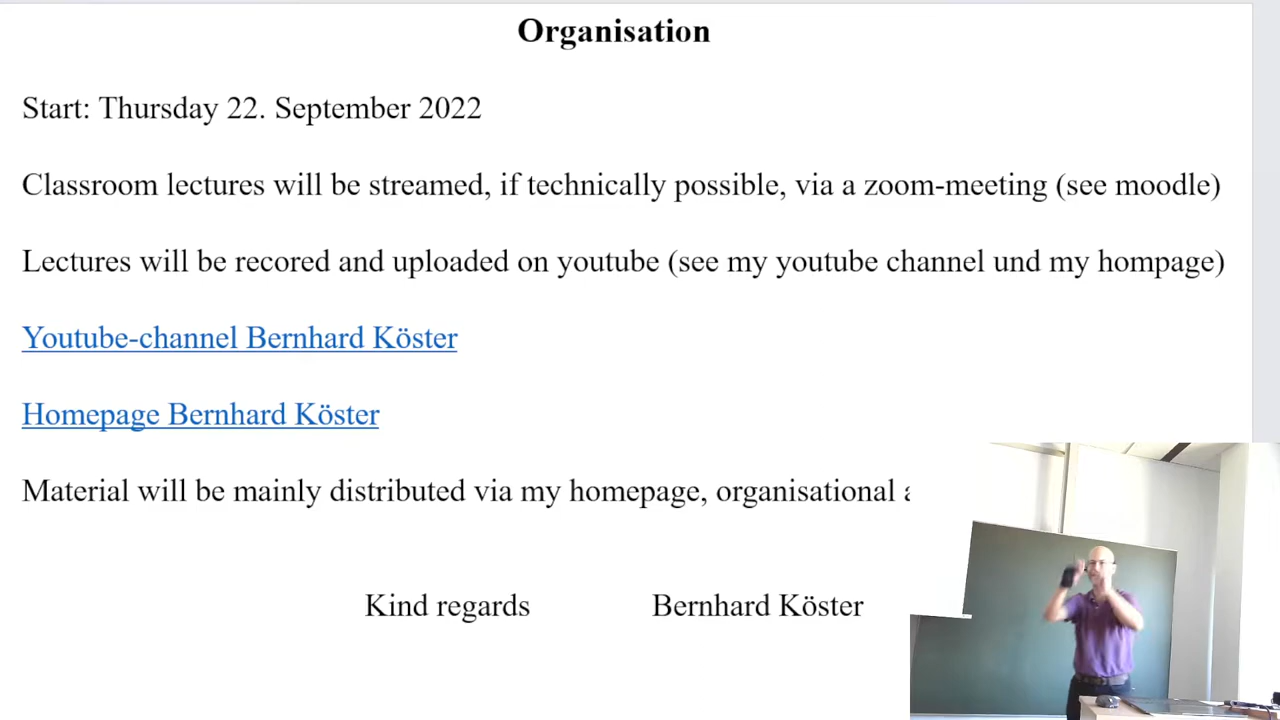 Organisation
Start: Thursday 22. September 2022
Classroom lectures will be streamed, if technically possible, via a zoom-meeting (see moodle)
Lectures will be recored and uploaded on youtube (see my youtube channel und my hompage)
Youtube-channel Bernhard Köster
Homepage Bernhard Köster
Material will be mainly distributed via my homepage, organisational
Kind regards Bernhard Köster